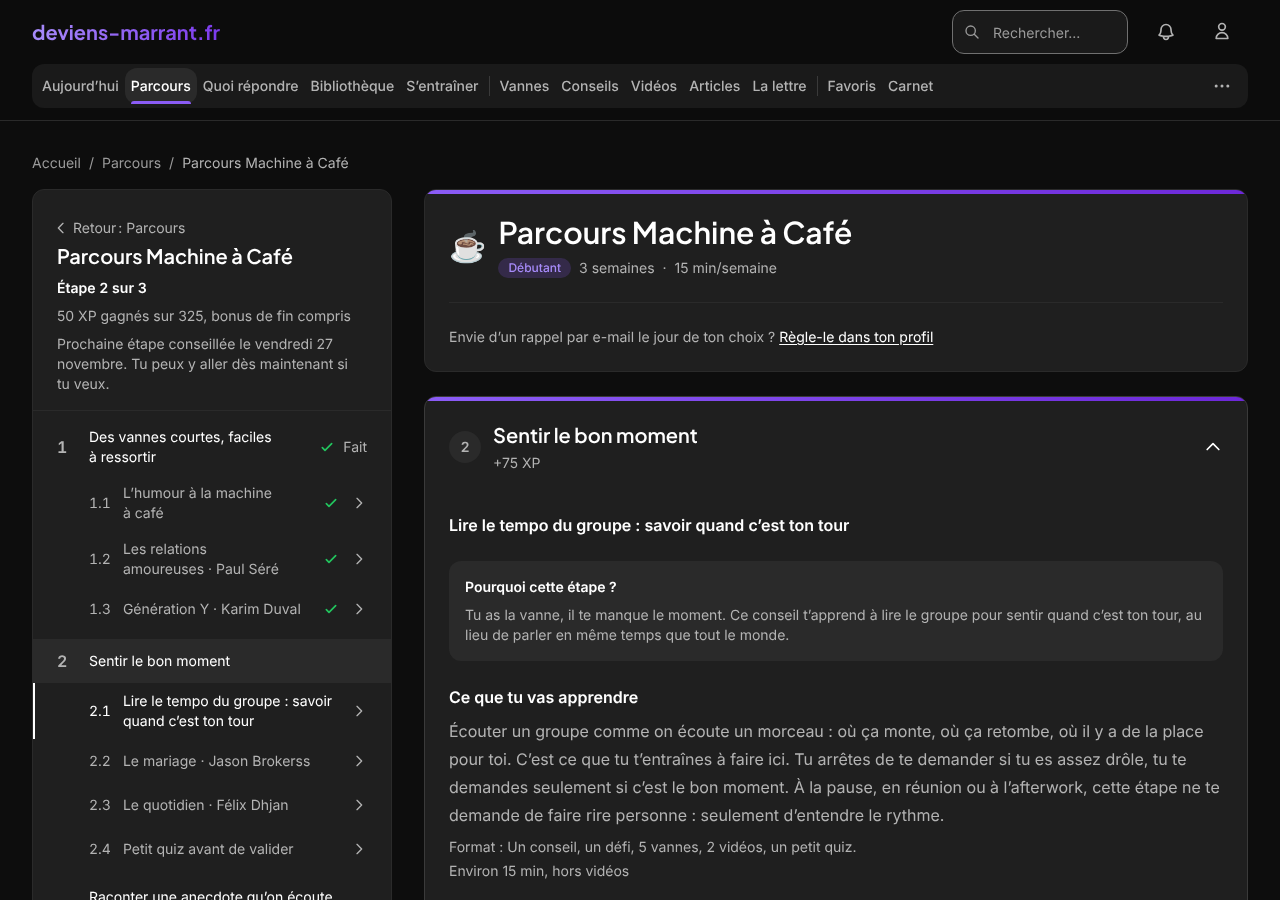 deviens-marrant.fr
Rechercher...
Aujourd’hui Parcours Quoi répondre Bibliothèque S’entraîner Vannes Conseils Vidéos Articles La lettre Favoris Carnet
Accueil / Parcours / Parcours Machine à Café
Retour : Parcours
Parcours Machine à Café
Étape 2 sur 3
50 XP gagnés sur 325, bonus de fin compris
Prochaine étape conseillée le vendredi 27
novembre. Tu peux y aller dès maintenant si
tu veux.
1 Des vannes courtes, faciles
à ressortir
Fait
1.1 L’humour à la machine
à café
1.2 Les relations
amoureuses · Paul Séré
1.3 Génération Y · Karim Duval
2 Sentir le bon moment
2.1 Lire le tempo du groupe : savoir
quand c’est ton tour
2.2 Le mariage · Jason Brokerss
2.3 Le quotidien · Félix Dhjan
2.4 Petit quiz avant de valider
Raconter une anecdote qu’on écoute
Parcours Machine à Café
Débutant 3 semaines · 15 min/semaine
Envie d’un rappel par e-mail le jour de ton choix ? Règle-le dans ton profil
2 Sentir le bon moment
+75 XP
Lire le tempo du groupe : savoir quand c’est ton tour
Pourquoi cette étape ?
Tu as la vanne, il te manque le moment. Ce conseil t’apprend à lire le groupe pour sentir quand c’est ton tour, au
lieu de parler en même temps que tout le monde.
Ce que tu vas apprendre
Écouter un groupe comme on écoute un morceau : où ça monte, où ça retombe, où il y a de la place
pour toi. C’est ce que tu t’entraînes à faire ici. Tu arrêtes de te demander si tu es assez drôle, tu te
demandes seulement si c’est le bon moment. À la pause, en réunion ou à l’afterwork, cette étape ne te
demande de faire rire personne : seulement d’entendre le rythme.
Format : Un conseil, un défi, 5 vannes, 2 vidéos, un petit quiz.
Environ 15 min, hors vidéos